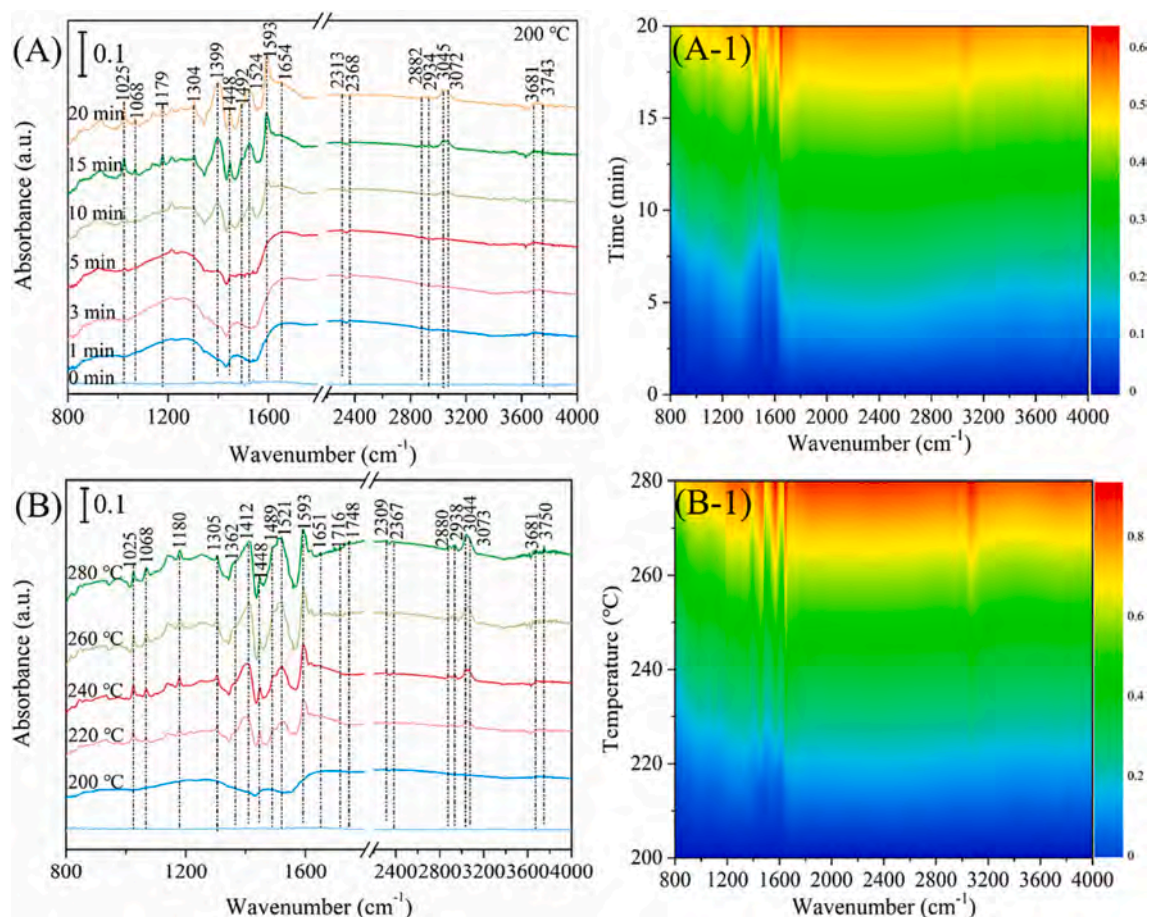 (A)
0.1
200 °C
1025
1068
1179
1304
1399
1448
1492
1524
1593
1654
2313
2368
2882
2934
3045
3072
3681
3743
20 min
15 min
10 min
5 min
3 min
1 min
0 min
Absorbance (a.u.)
800 1200 1600 2400 3200 4000
Wavenumber (cm⁻¹)
(A-1)
20
15
10
5
0
Time (min)
800 1200 1600 2000 2400 2800 3200 3600 4000
Wavenumber (cm⁻¹)
0.6
0.5
0.4
0.3
0.2
0.1
0
(B)
0.1
1025
1068
1180
1305
1362
1412
1448
1489
1521
1593
1651
1716
1748
2309
2367
2880
2938
3044
3073
3681
3750
280 °C
260 °C
240 °C
220 °C
200 °C
Absorbance (a.u.)
800 1200 1600 2400 2800 3200 3600 4000
Wavenumber (cm⁻¹)
(B-1)
280
260
240
220
200
Temperature (°C)
800 1200 1600 2000 2400 2800 3200 3600 4000
Wavenumber (cm⁻¹)
0.8
0.6
0.4
0.2
0